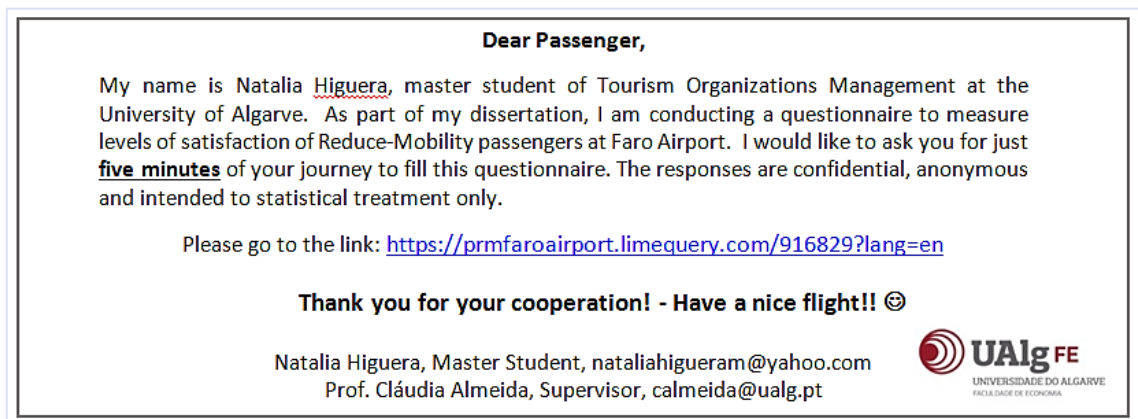 Dear Passenger,
My name is Natalia Higuera, master student of Tourism Organizations Management at the
University of Algarve. As part of my dissertation, I am conducting a questionnaire to measure
levels of satisfaction of Reduce-Mobility passengers at Faro Airport. I would like to ask you for just
five minutes of your journey to fill this questionnaire. The responses are confidential, anonymous
and intended to statistical treatment only.
Please go to the link: https://prmfaroairport.limequery.com/916829?lang=en
Thank you for your cooperation! - Have a nice flight!! ☺
Natalia Higuera, Master Student, nataliahigueram@yahoo.com
Prof. Cláudia Almeida, Supervisor, calmeida@ualg.pt
UAlg FE
UNIVERSIDADE DO ALGARVE
FACULDADE DE ECONOMIA